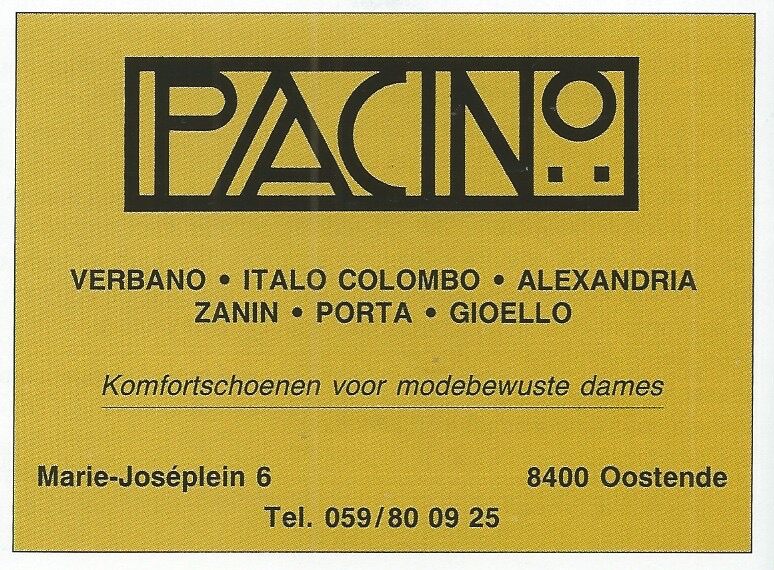 PACINO
VERBANO • ITALO COLOMBO • ALEXANDRIA
ZANIN • PORTA • GIOELLO
Komfortschoenen voor modebewuste dames
Marie-Joséplein 6 8400 Oostende
Tel. 059/80 09 25